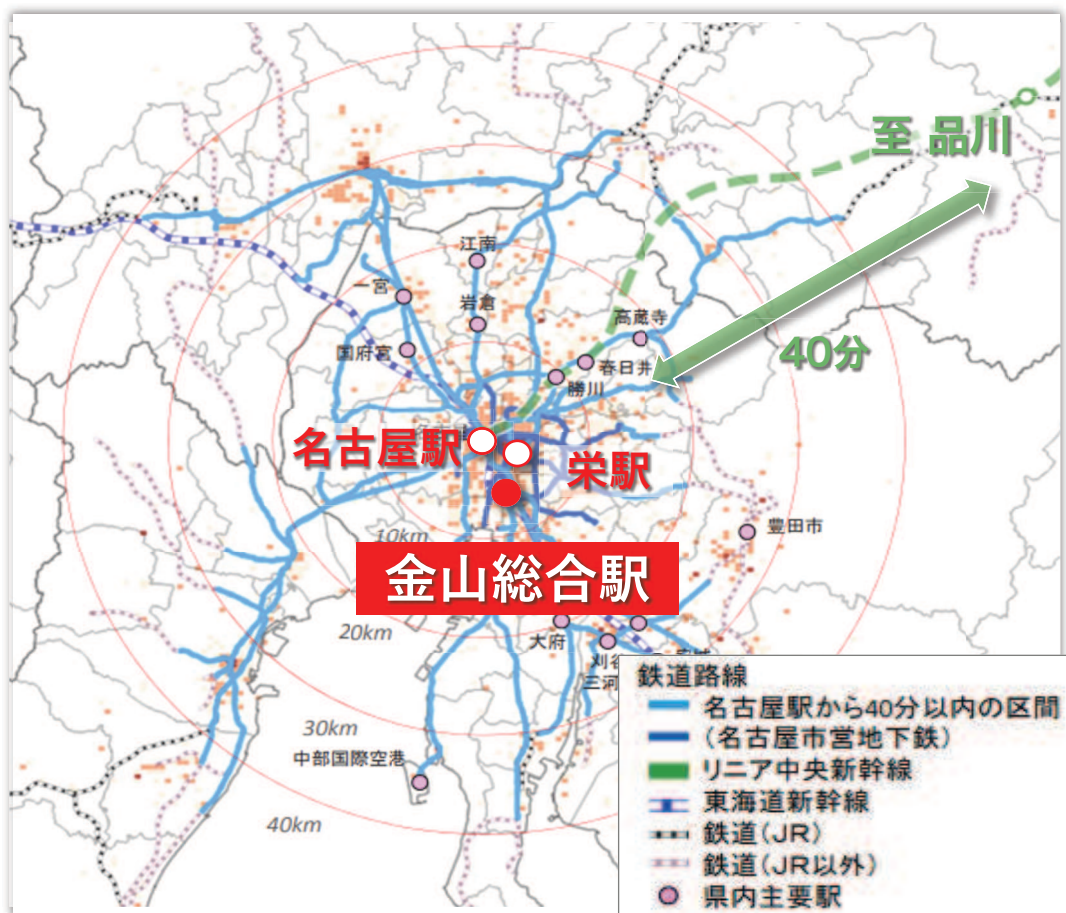 至 品川
江南
一宮
岩倉
高蔵寺
国府宮
40分
春日井
勝川
名古屋駅
栄駅
豊田市
10km
金山総合駅
20km
大府
30km
中部国際空港
40km
鉄道路線
名古屋駅から40分以内の区間
(名古屋市営地下鉄)
リニア中央新幹線
東海道新幹線
鉄道(JR)
鉄道(JR以外)
県内主要駅